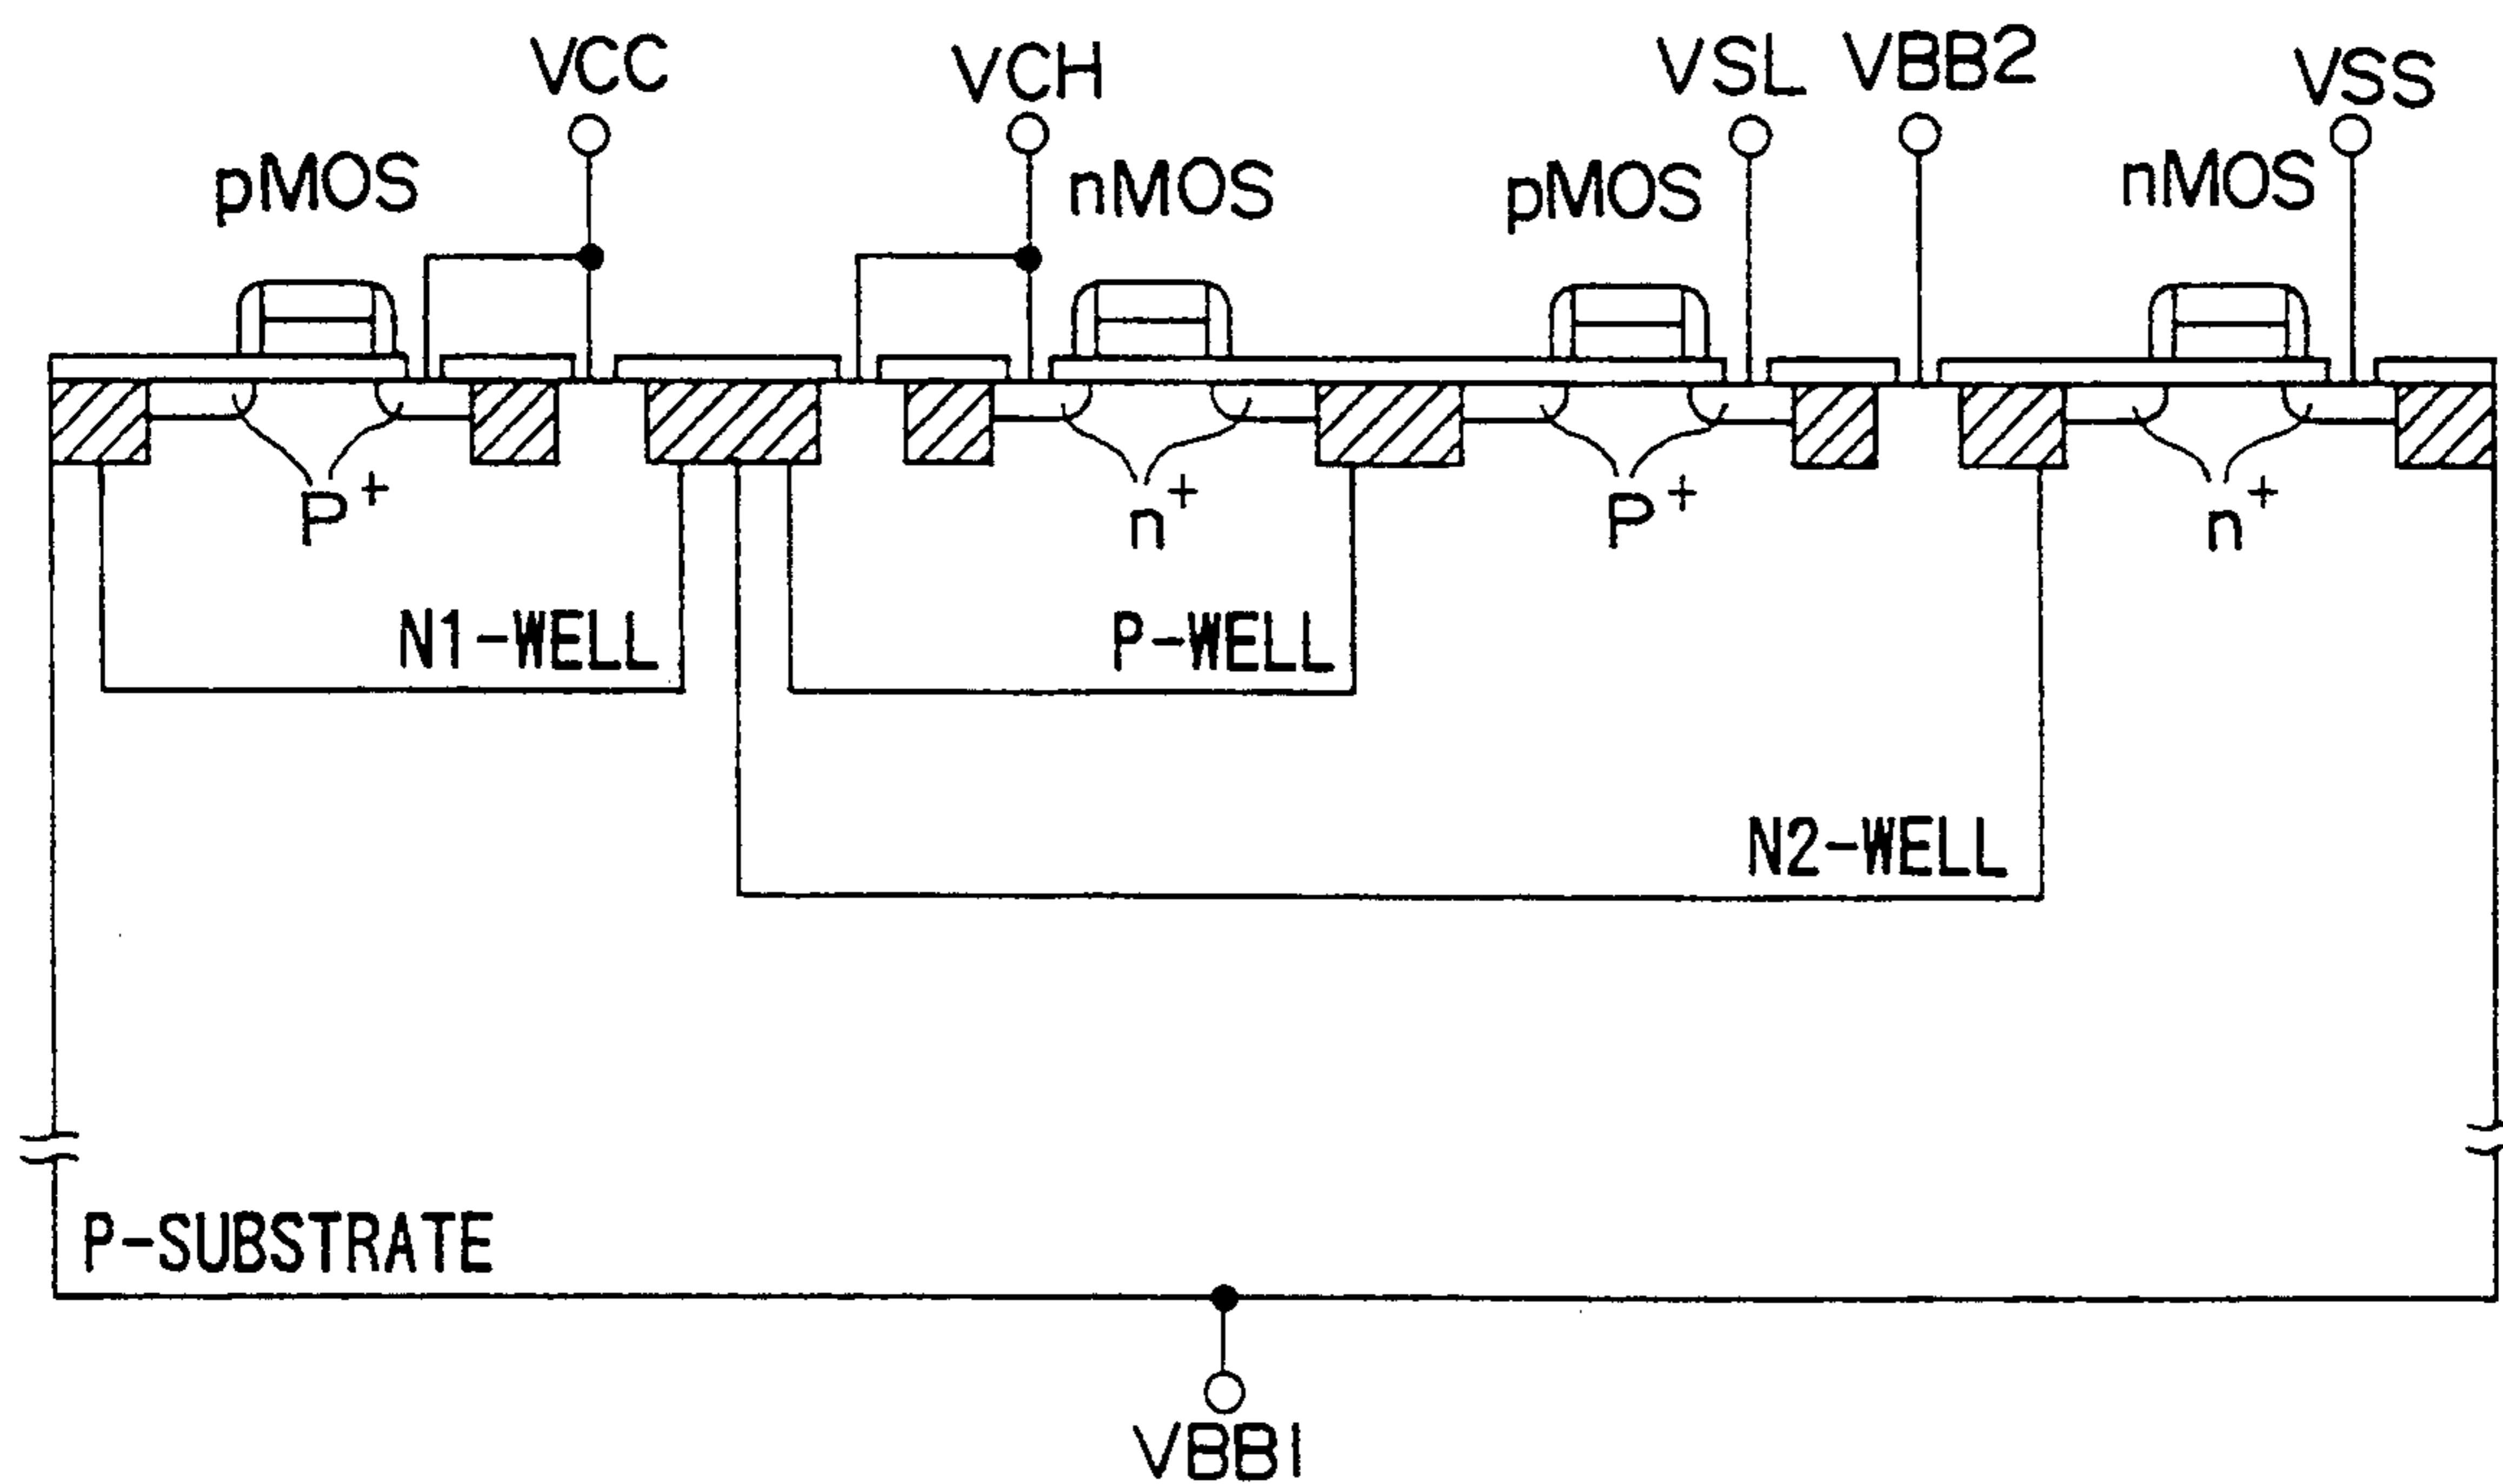 VCC
VCH
VSL VBB2
VSS
pMOS
nMOS
pMOS
nMOS
P+
n+
P+
n+
N1-WELL
P-WELL
N2-WELL
P-SUBSTRATE
VBB1